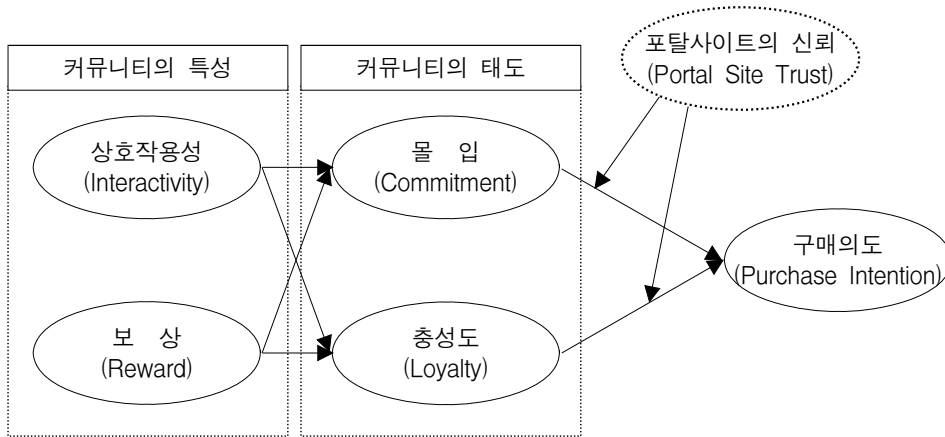 포탈사이트의 신뢰
(Portal Site Trust)
커뮤니티의 특성
커뮤니티의 태도
상호작용성
(Interactivity)
몰 입
(Commitment)
구매의도
(Purchase Intention)
보 상
(Reward)
충성도
(Loyalty)